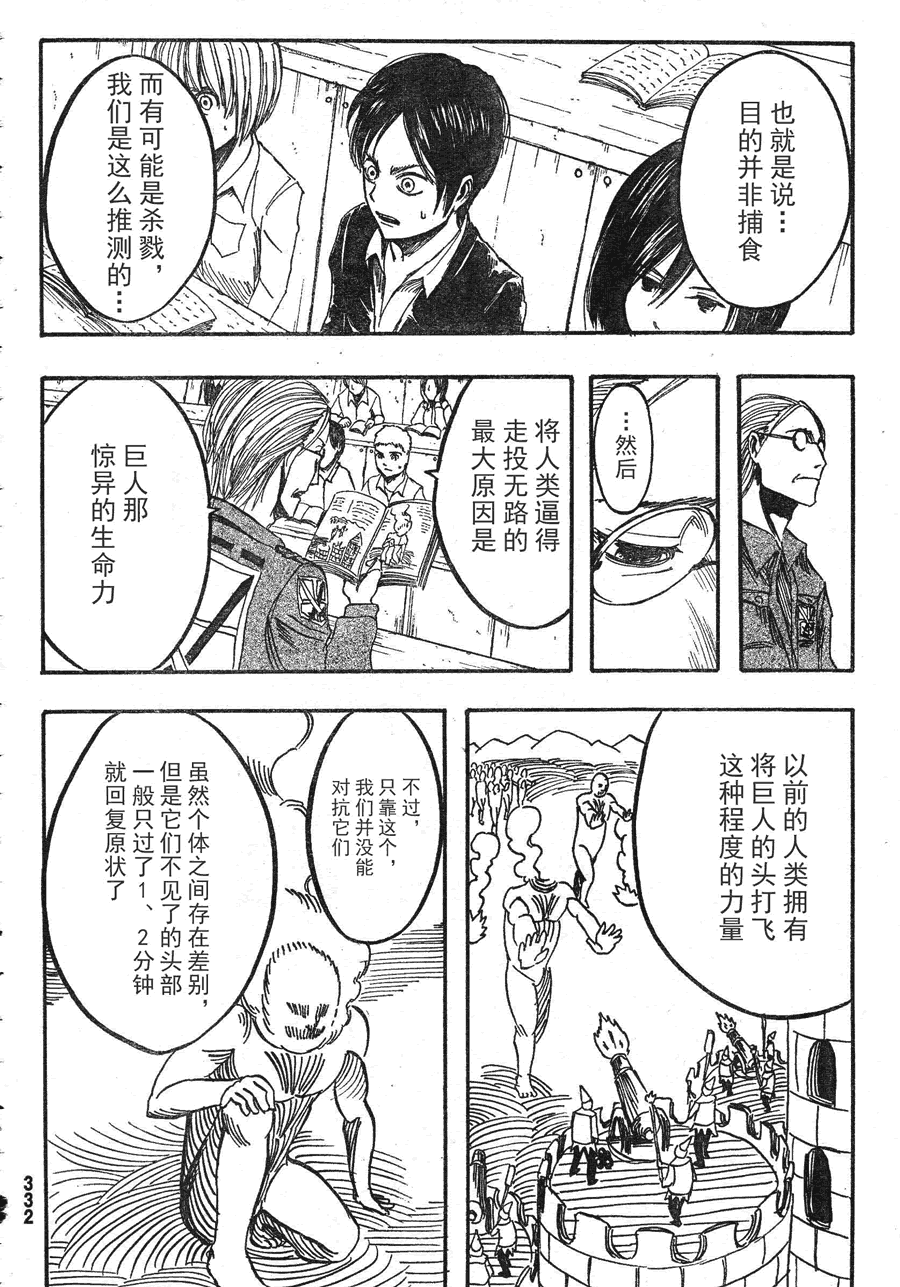 也就是说…
目的并非捕食
而有可能是杀戮，
我们是这么推测的…
…然后
将人类逼得
走投无路的
最大原因是
巨人那
惊异的生命力
以前的人类拥有
将巨人的头打飞
这种程度的力量
不过，
只靠这个，
我们并没能
对抗它们
虽然个体之间存在差别，
但是它们不见了的头部
一般只过了1、2分钟
就回复原状了
332